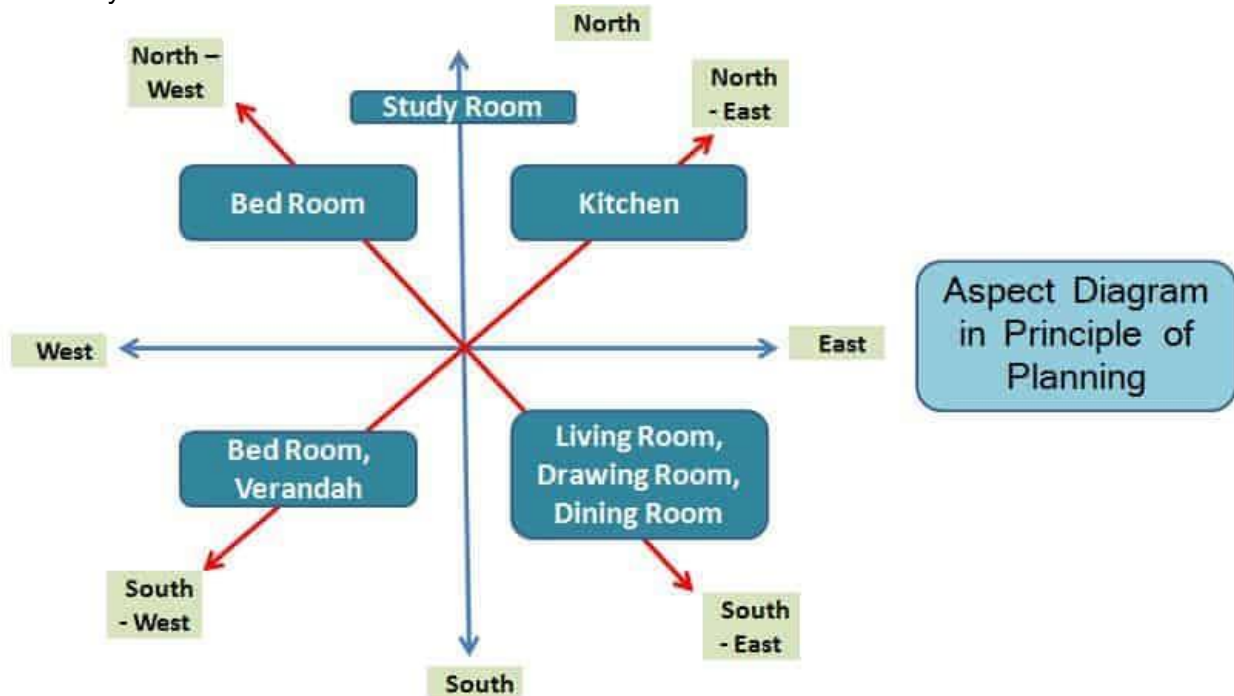 North
North –
West
North
- East
Study Room
Bed Room
Kitchen
West
East
Aspect Diagram
in Principle of
Planning
Bed Room,
Verandah
Living Room,
Drawing Room,
Dining Room
South
- West
South
- East
South